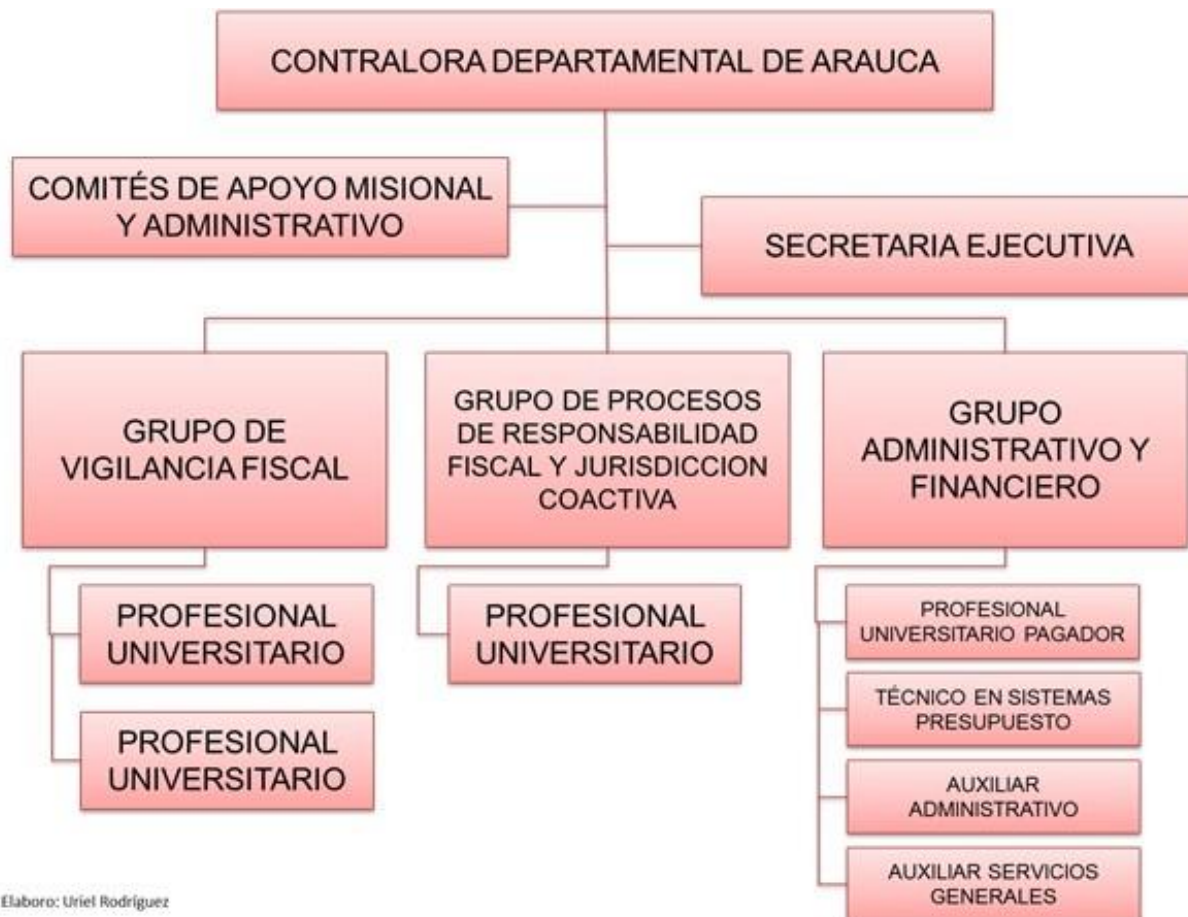 CONTRALORA DEPARTAMENTAL DE ARAUCA
COMITÉS DE APOYO MISIONAL
Y ADMINISTRATIVO
SECRETARIA EJECUTIVA
GRUPO DE
VIGILANCIA FISCAL
GRUPO DE PROCESOS
DE RESPONSABILIDAD
FISCAL Y JURISDICCION
COACTIVA
GRUPO
ADMINISTRATIVO Y
FINANCIERO
PROFESIONAL
UNIVERSITARIO
PROFESIONAL
UNIVERSITARIO
PROFESIONAL
UNIVERSITARIO
PROFESIONAL
UNIVERSITARIO PAGADOR
TÉCNICO EN SISTEMAS
PRESUPUESTO
AUXILIAR
ADMINISTRATIVO
AUXILIAR SERVICIOS
GENERALES
Elaboro: Uriel Rodríguez